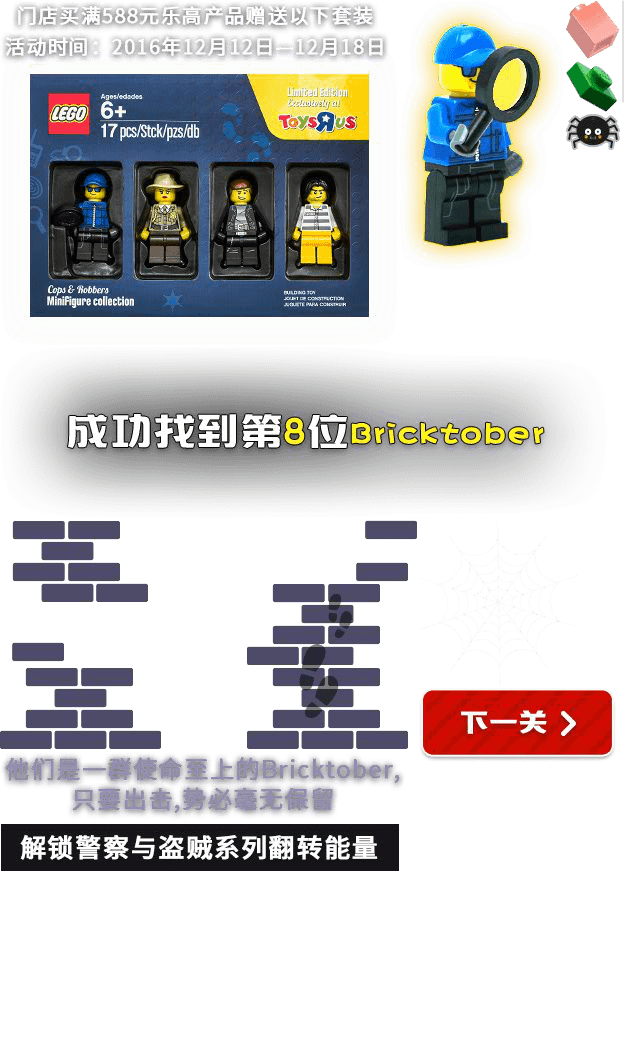 门店买满588元乐高产品赠送以下套装
活动时间：2016年12月12日—12月18日
LEGO
Ages/edades
6+
17 pcs/Stck/pzs/db
Limited Edition
Exclusively at
ToysЯUs
Cops & Robbers
MiniFigure collection
BUILDING TOY
JOUET DE CONSTRUCTION
JUGUETE PARA CONSTRUIR
成功找到第8位Bricktober
下一关
他们是一群使命至上的Bricktober,
只要出击,势必毫无保留
解锁警察与盗贼系列翻转能量